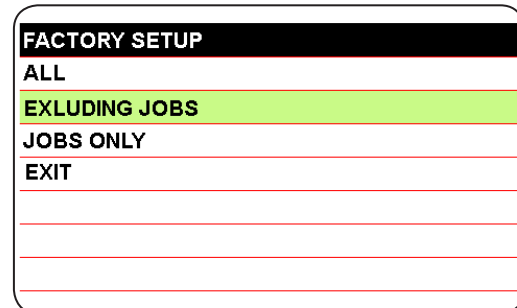 FACTORY SETUP
ALL
EXLUDING JOBS
JOBS ONLY
EXIT